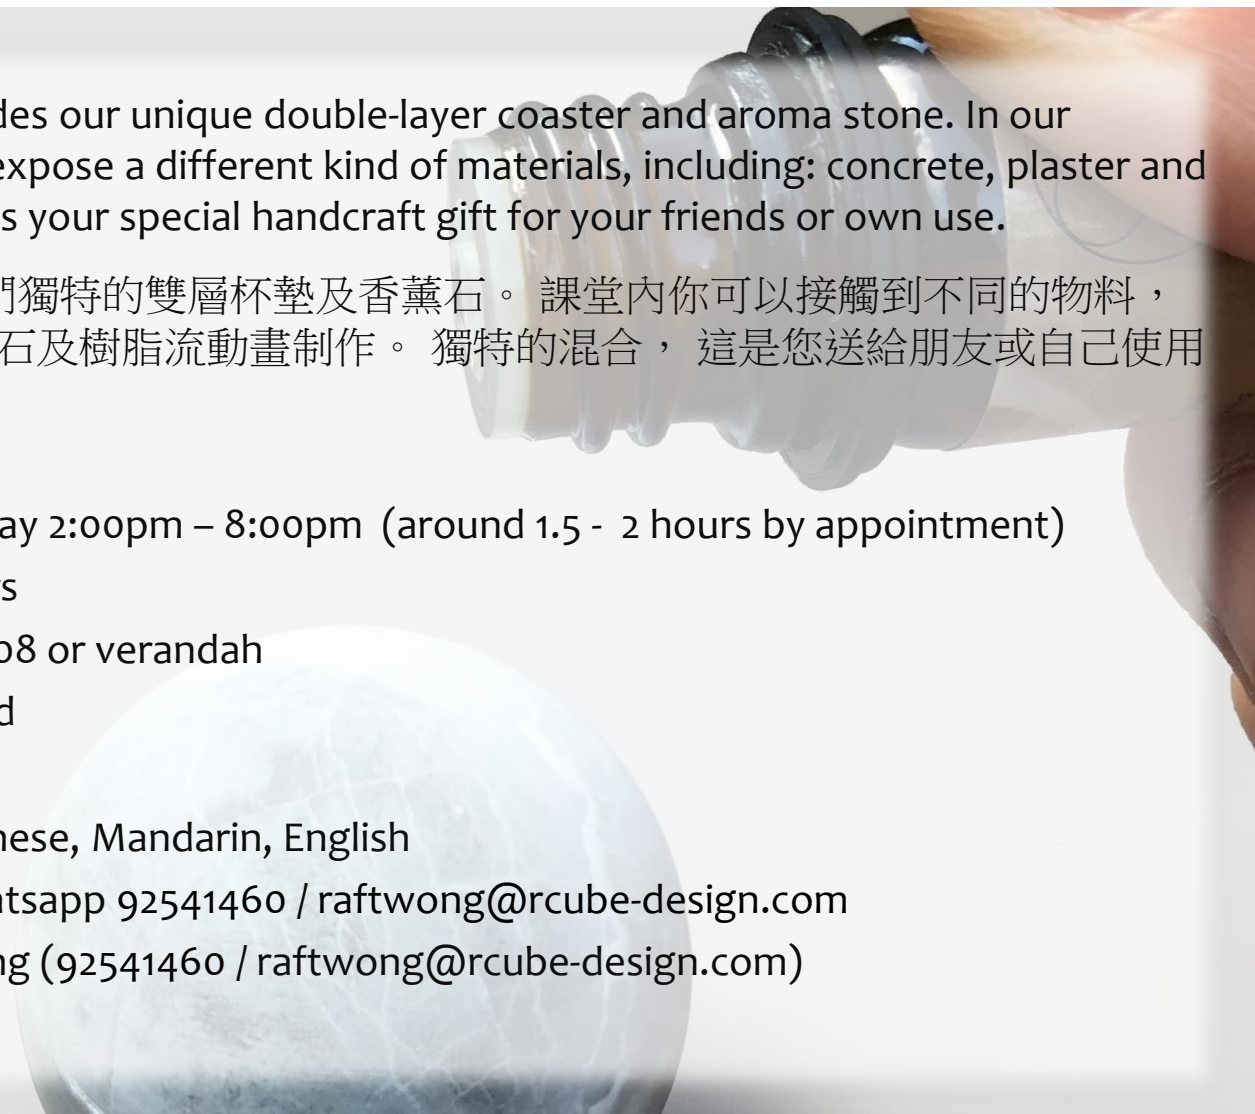 des our unique double-layer coaster and aroma stone. In our
expose a different kind of materials, including: concrete, plaster and
s your special handcraft gift for your friends or own use.
門獨特的雙層杯墊及香薰石。 課堂內你可以接觸到不同的物料，
石及樹脂流動畫制作。 獨特的混合， 這是您送給朋友或自己使用
ay 2:00pm – 8:00pm (around 1.5 - 2 hours by appointment)
rs
08 or verandah
d
nese, Mandarin, English
atsapp 92541460 / raftwong@rcube-design.com
ng (92541460 / raftwong@rcube-design.com)